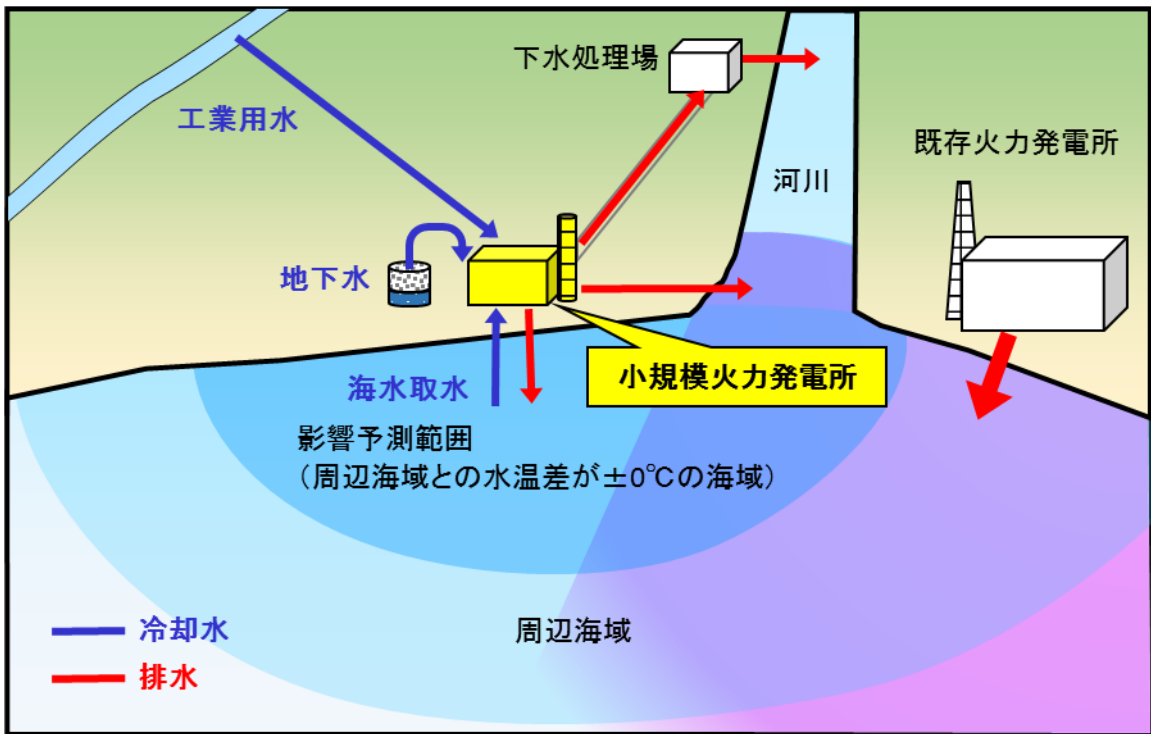 下水処理場
工業用水
既存火力発電所
河川
地下水
小規模火力発電所
海水取水
影響予測範囲
（周辺海域との水温差が±0℃の海域）
周辺海域
冷却水
排水